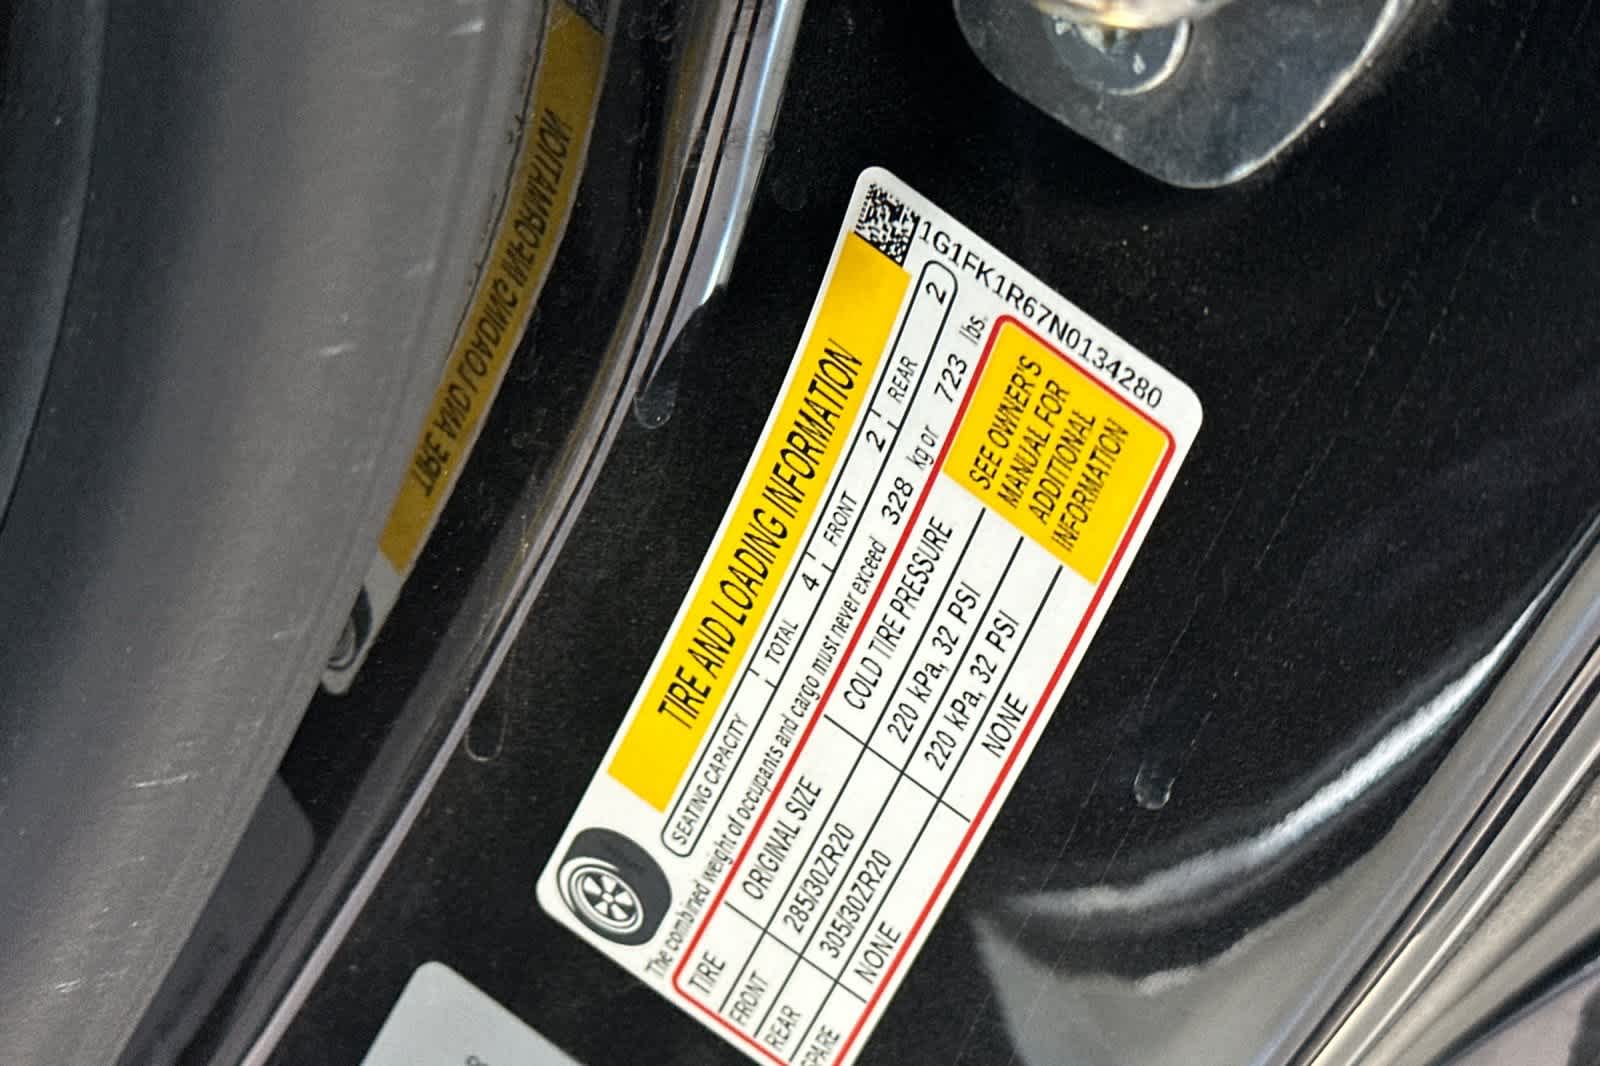 1G1FK1R67N0134280
TIRE AND LOADING INFORMATION
SEATING CAPACITY TOTAL 4 FRONT 2 REAR 2
The combined weight of occupants and cargo must never exceed 328 kg or 723 lbs.
TIRE ORIGINAL SIZE COLD TIRE PRESSURE
FRONT 285/30ZR20 220 kPa, 32 PSI
REAR 305/30ZR20 220 kPa, 32 PSI
SPARE NONE NONE
SEE OWNER'S
MANUAL FOR
ADDITIONAL
INFORMATION
TIRE AND LOADING INFORMATION